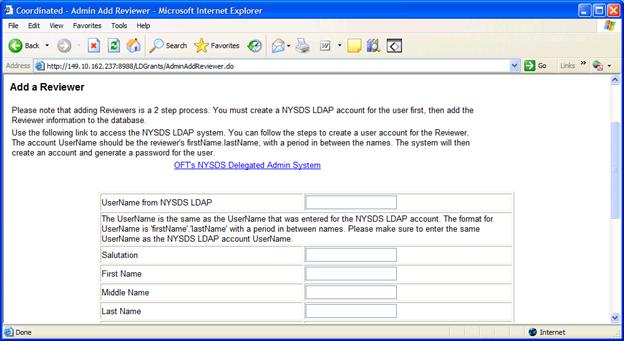 Coordinated - Admin Add Reviewer - Microsoft Internet Explorer
File Edit View Favorites Tools Help
Back Search Favorites
Address http://149.10.162.237:8988/LDGrants/AdminAddReviewer.do Go Links »
Add a Reviewer
Please note that adding Reviewers is a 2 step process. You must create a NYSDS LDAP account for the user first, then add the
Reviewer information to the database.
Use the following link to access the NYSDS LDAP system. You can follow the steps to create a user account for the Reviewer.
The account UserName should be the reviewer's firstName.lastName, with a period in between the names. The system will then
create an account and generate a password for the user.
OFT's NYSDS Delegated Admin System
UserName from NYSDS LDAP
The UserName is the same as the UserName that was entered for the NYSDS LDAP account. The format for
UserName is 'firstName'.'lastName' with a period in between names. Please make sure to enter the same
UserName as the NYSDS LDAP account UserName.
Salutation
First Name
Middle Name
Last Name
Done Internet